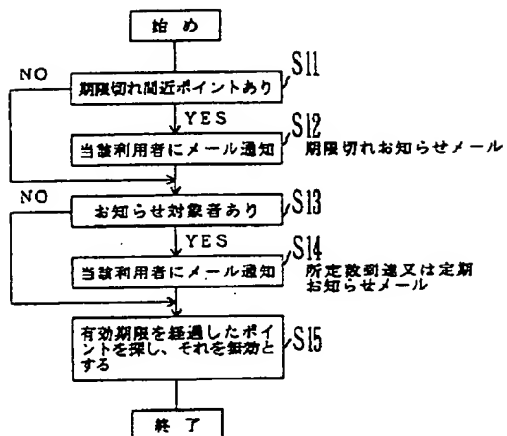 始め
NO
期限切れ間近ポイントあり
S11
YES
当該利用者にメール通知
S12
期限切れお知らせメール
NO
お知らせ対象者あり
S13
YES
当該利用者にメール通知
S14
所定数到達又は定期
お知らせメール
有効期限を経過したポ
イントを探し、それを無効と
する
S15
終了